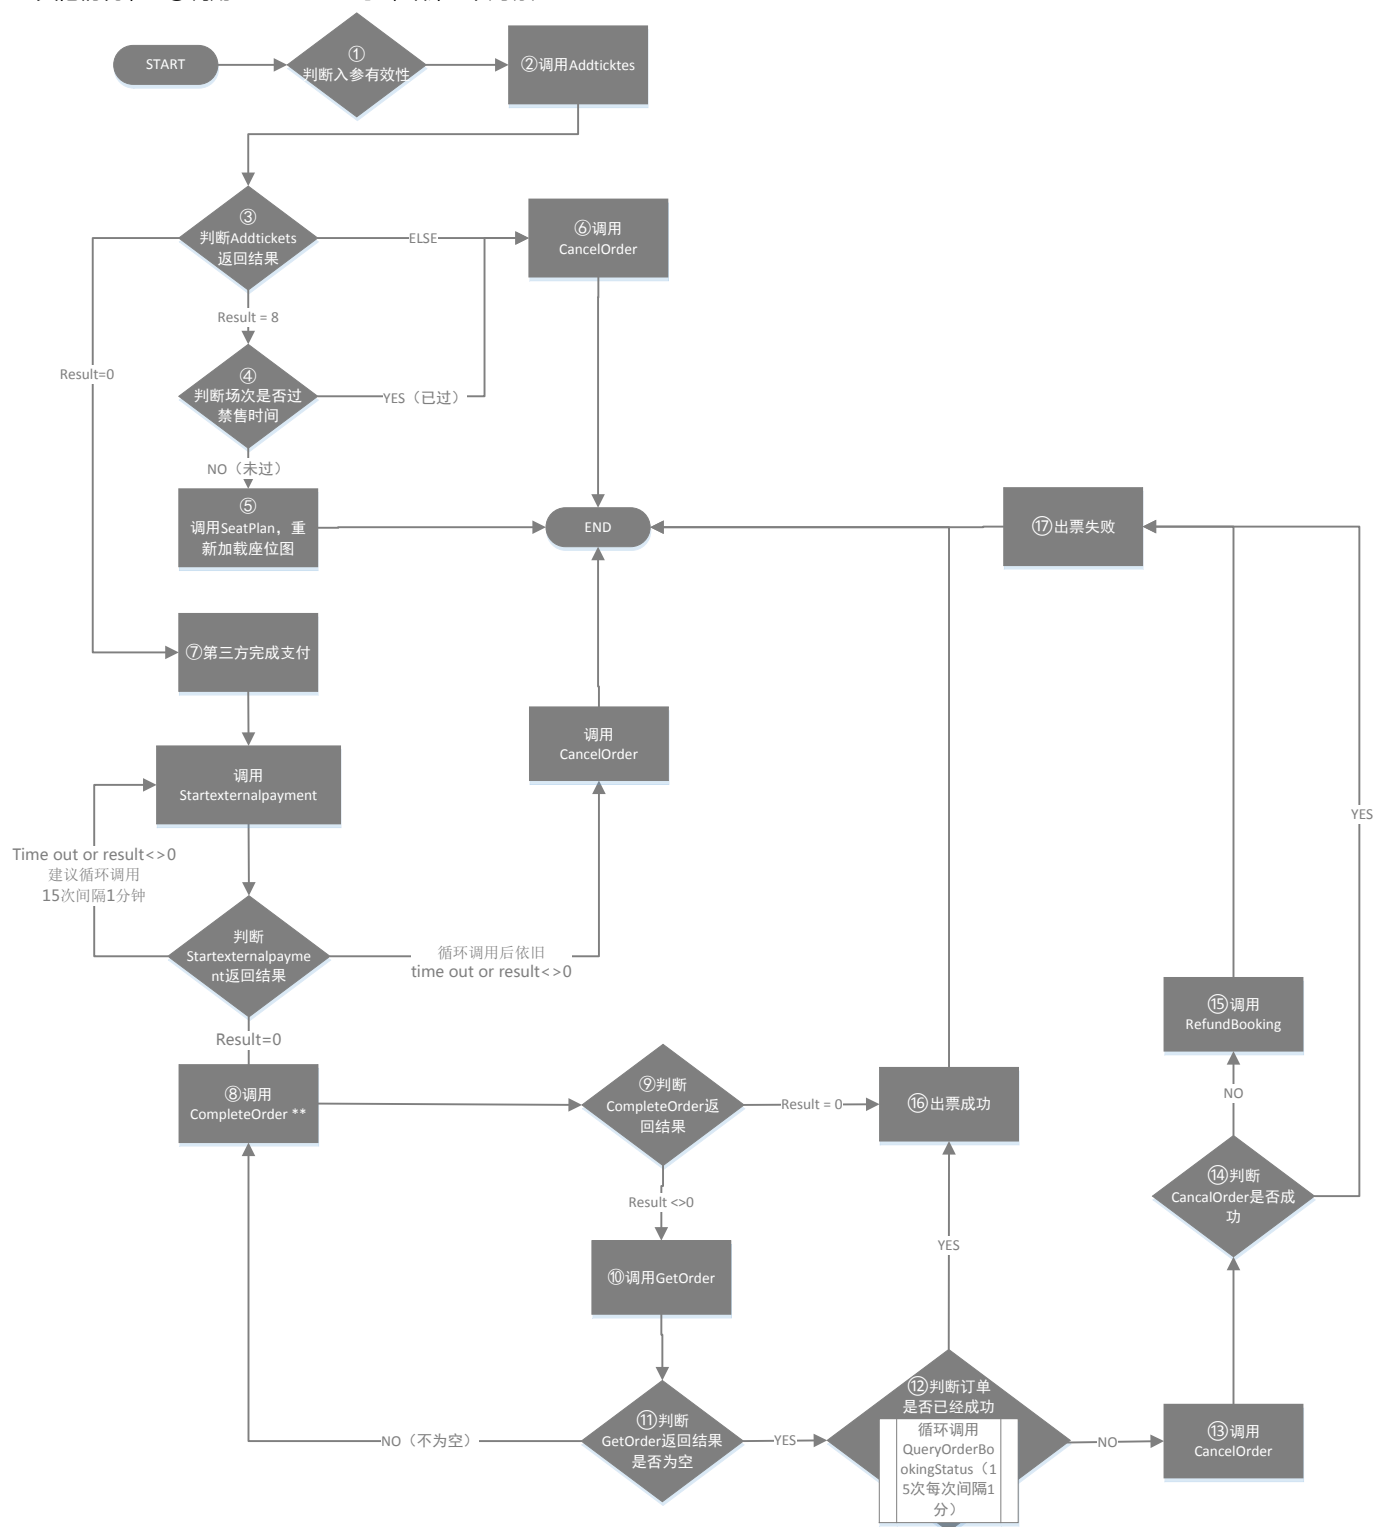 START
①
判断入参有效性
②调用Addticktes
③
判断Addtickets
返回结果
ELSE
⑥调用
CancelOrder
Result = 8
Result=0
④
判断场次是否过
禁售时间
YES（已过）
NO（未过）
⑤
调用SeatPlan，重
新加载座位图
END
⑰出票失败
⑦第三方完成支付
调用
CancelOrder
调用
Startexternalpayment
YES
Time out or result<>0
建议循环调用
15次间隔1分钟
判断
Startexternalpayme
nt返回结果
循环调用后依旧
time out or result<>0
⑮调用
RefundBooking
Result=0
⑧调用
CompleteOrder **
⑨判断
CompleteOrder返
回结果
Result = 0
⑯出票成功
NO
⑭判断
CancalOrder是否成
功
Result <>0
YES
⑩调用GetOrder
⑪判断
GetOrder返回结果
是否为空
NO（不为空）
YES
⑫判断订单
是否已经成功
循环调用
QueryOrderBo
okingStatus（1
5次每次间隔1
分）
NO
⑬调用
CancelOrder